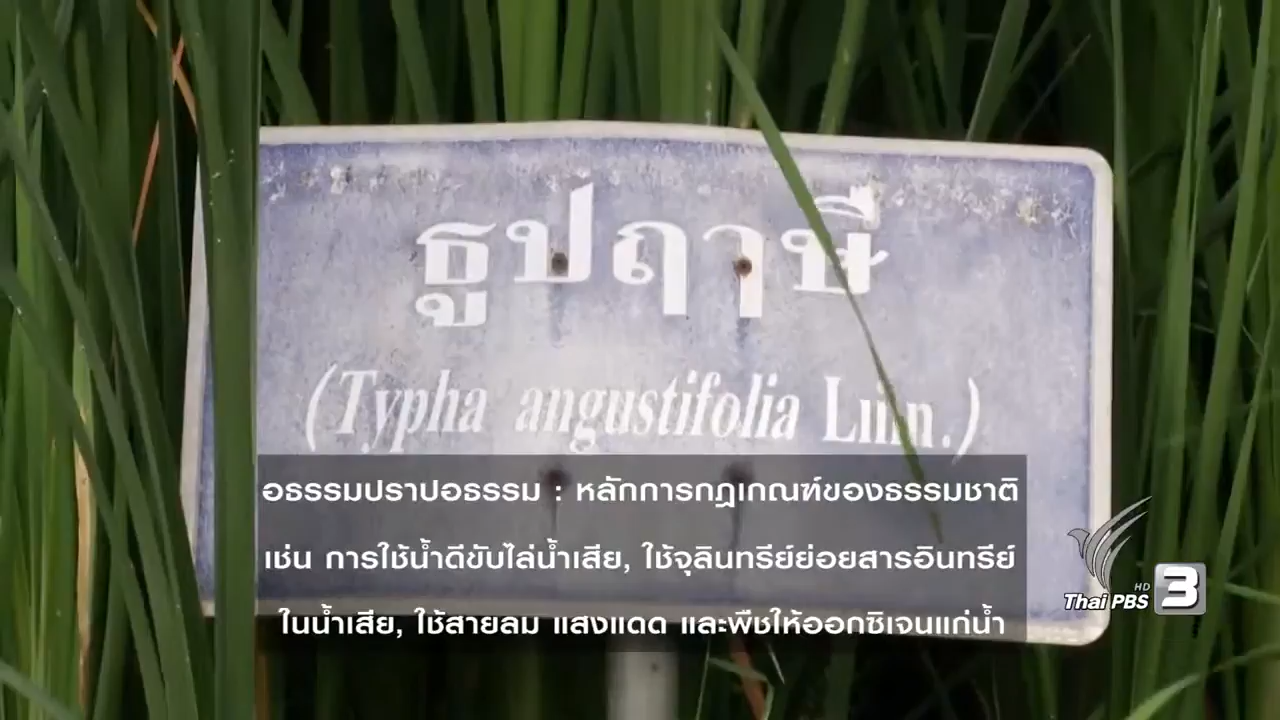 ธูปฤาษี
(Typha angustifolia Linn.)
อธรรมปราบอธรรม : หลักการกฎเกณฑ์ของธรรมชาติ
เช่น การใช้น้ำดีขับไล่น้ำเสีย, ใช้จุลินทรีย์ย่อยสารอินทรีย์
ในน้ำเสีย, ใช้สายลม แสงแดด และพืชให้ออกซิเจนแก่น้ำ
HD
Thai PBS 3